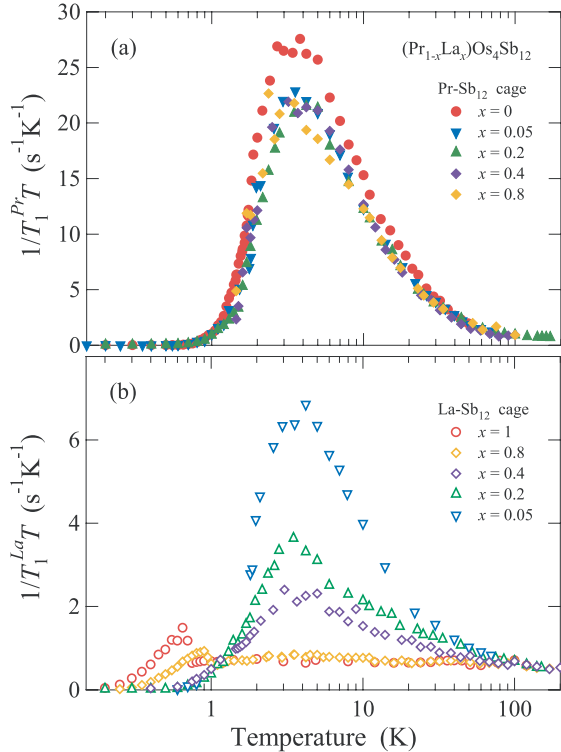 30
(a)
(Pr₁₋ₓLaₓ)Os₄Sb₁₂
25
Pr-Sb₁₂ cage
x = 0
x = 0.05
x = 0.2
x = 0.4
x = 0.8
20
15
10
5
0
1/T₁ᴾʳT (s⁻¹K⁻¹)
(b)
La-Sb₁₂ cage
x = 1
x = 0.8
x = 0.4
x = 0.2
x = 0.05
6
4
2
0
1/T₁ᴸᵃT (s⁻¹K⁻¹)
1
10
100
Temperature (K)